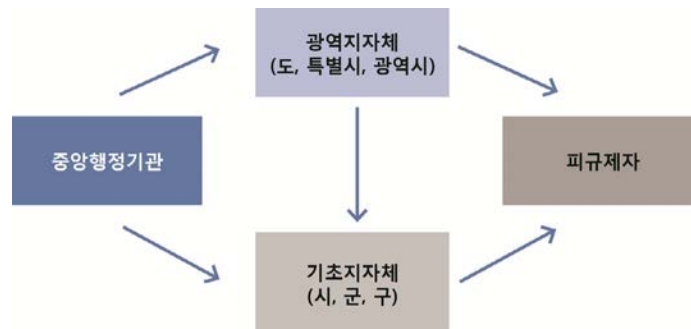 광역지자체
(도, 특별시, 광역시)
중앙행정기관
피규제자
기초지자체
(시, 군, 구)